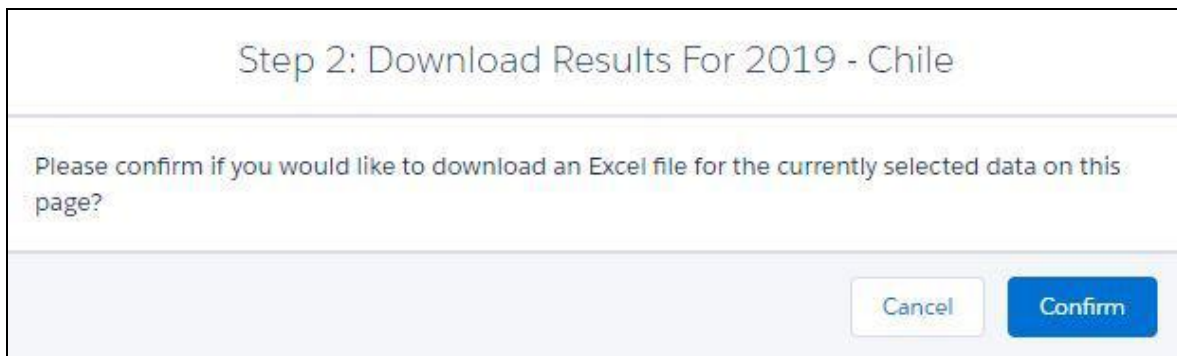 Step 2: Download Results For 2019 - Chile
Please confirm if you would like to download an Excel file for the currently selected data on this
page?
Cancel
Confirm